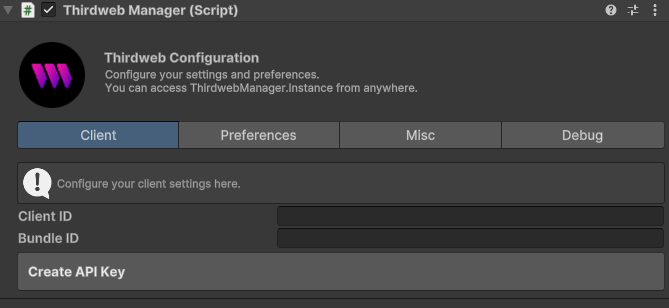 Thirdweb Manager (Script)
Thirdweb Configuration
Configure your settings and preferences.
You can access ThirdwebManager.Instance from anywhere.
Client Preferences Misc Debug
Configure your client settings here.
Client ID
Bundle ID
Create API Key